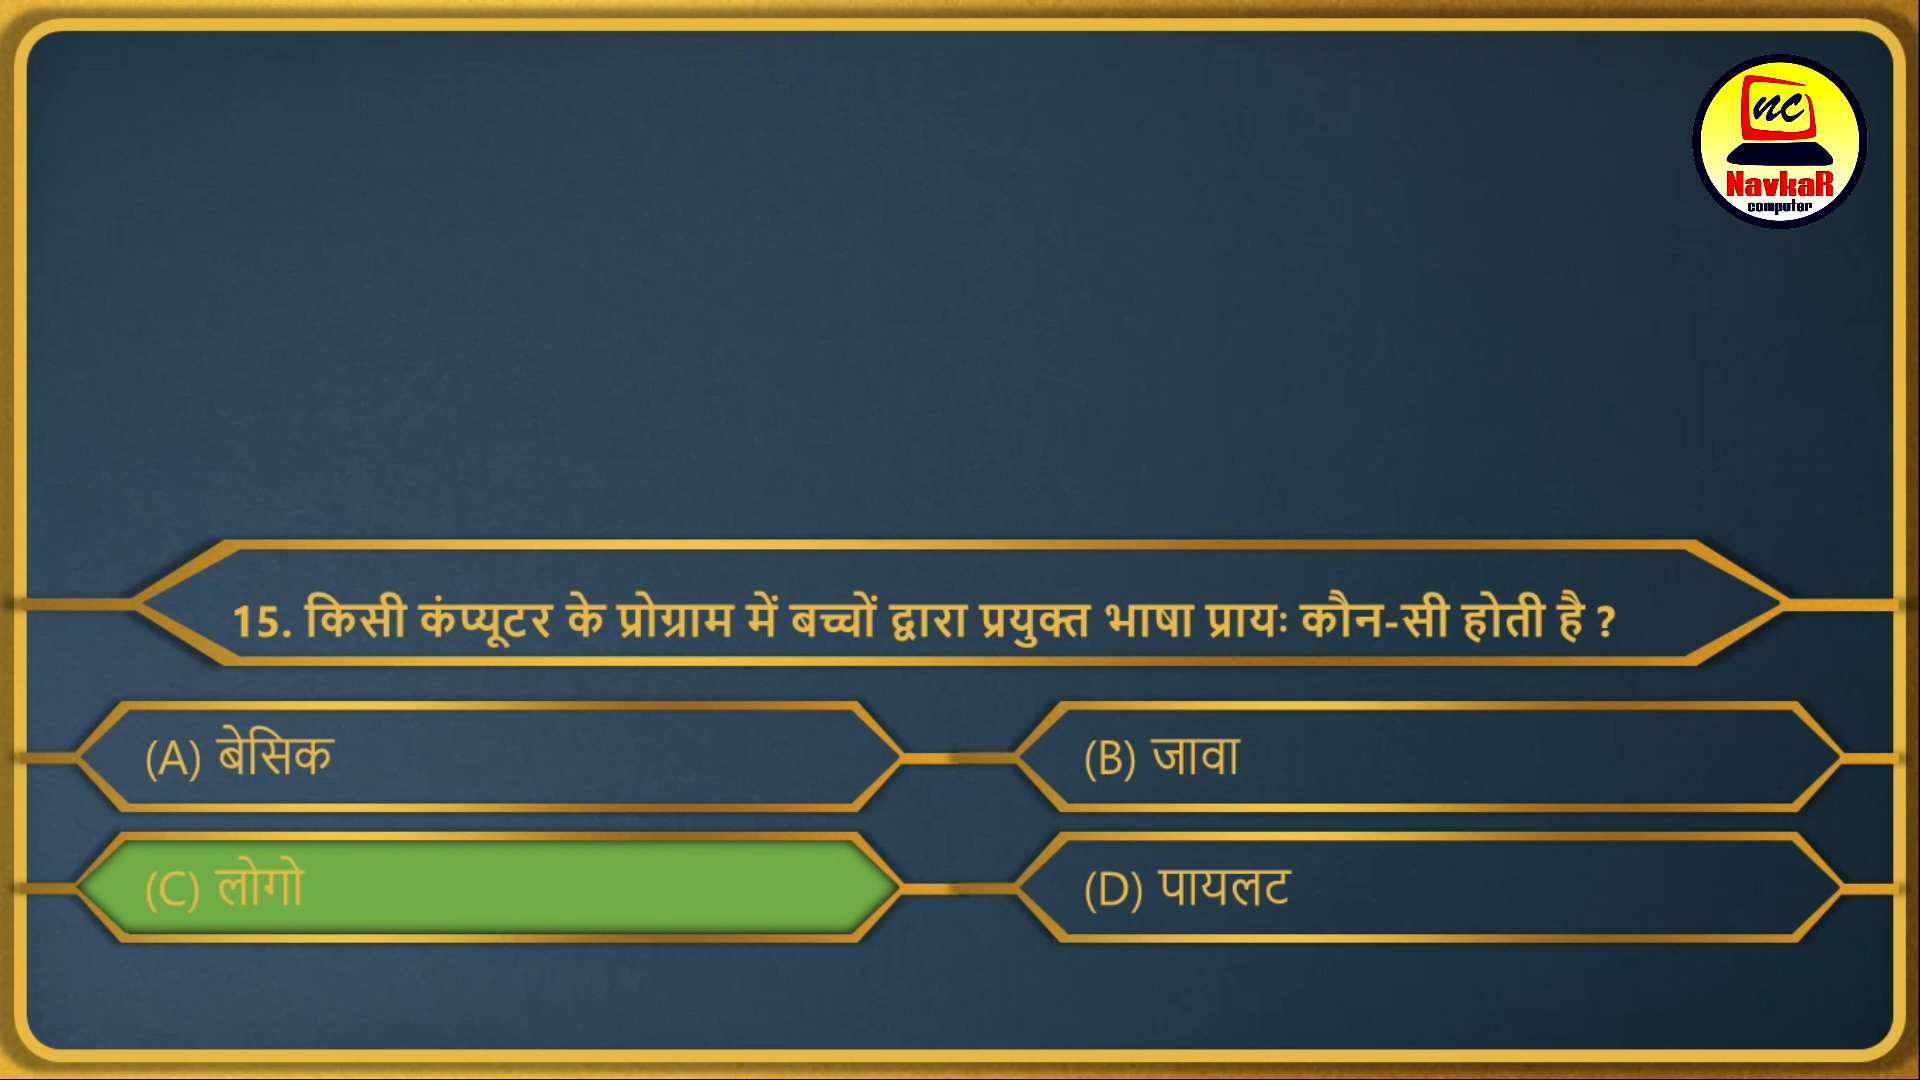 nc
NavkaR
computer
15. किसी कंप्यूटर के प्रोग्राम में बच्चों द्वारा प्रयुक्त भाषा प्रायः कौन-सी होती है ?
(A) बेसिक
(B) जावा
(C) लोगो
(D) पायलट